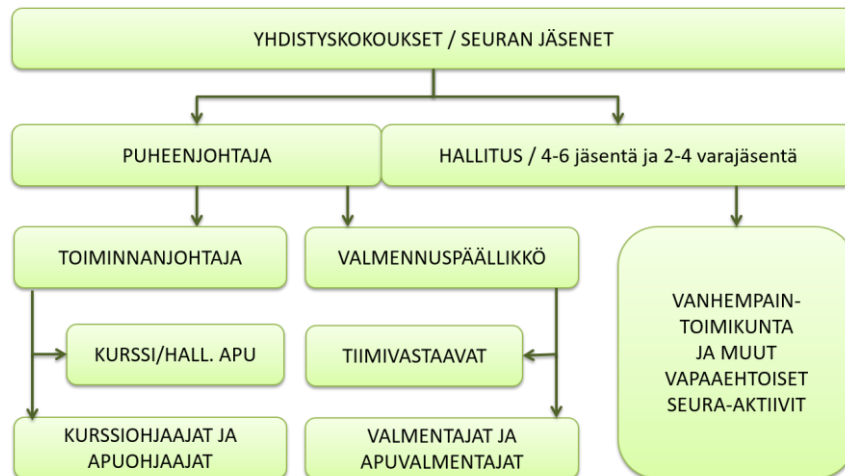 YHDISTYSKOKOUKSET / SEURAN JÄSENET
PUHEENJOHTAJA
HALLITUS / 4-6 jäsentä ja 2-4 varajäsentä
TOIMINNANJOHTAJA
VALMENNUSPÄÄLLIKKÖ
VANHEMPAIN-
TOIMIKUNTA
JA MUUT
VAPAAEHTOISET
SEURA-AKTIIVIT
KURSSI/HALL. APU
TIIMIVASTAAVAT
KURSSIOHJAAJAT JA
APUOHJAAJAT
VALMENTAJAT JA
APUVALMENTAJAT